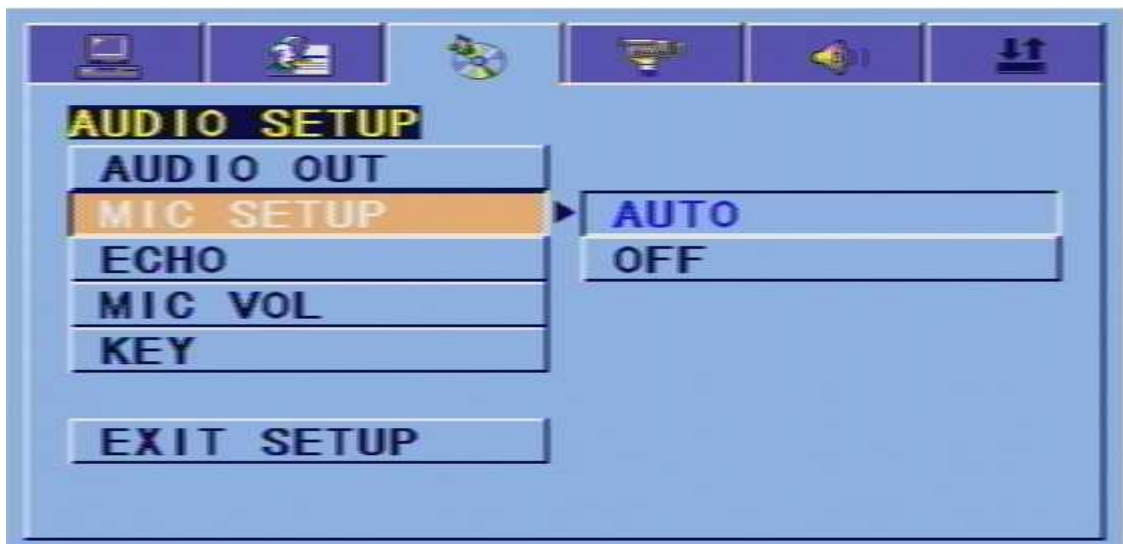 AUDIO SETUP
AUDIO OUT
MIC SETUP
AUTO
ECHO
OFF
MIC VOL
KEY
EXIT SETUP